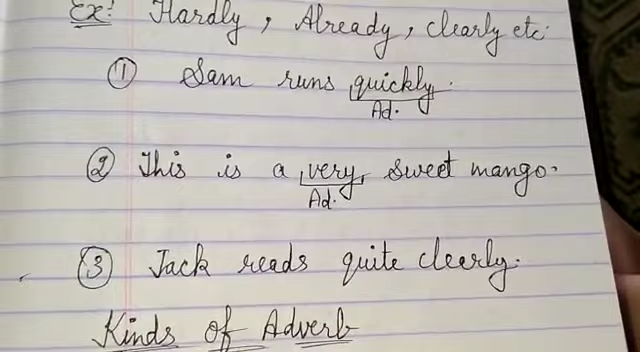 Ex: Hardly, Already, clearly etc.
① Sam runs quickly.
Ad.
② This is a very sweet mango.
Ad.
③ Jack reads quite clearly.
Kinds of Adverb